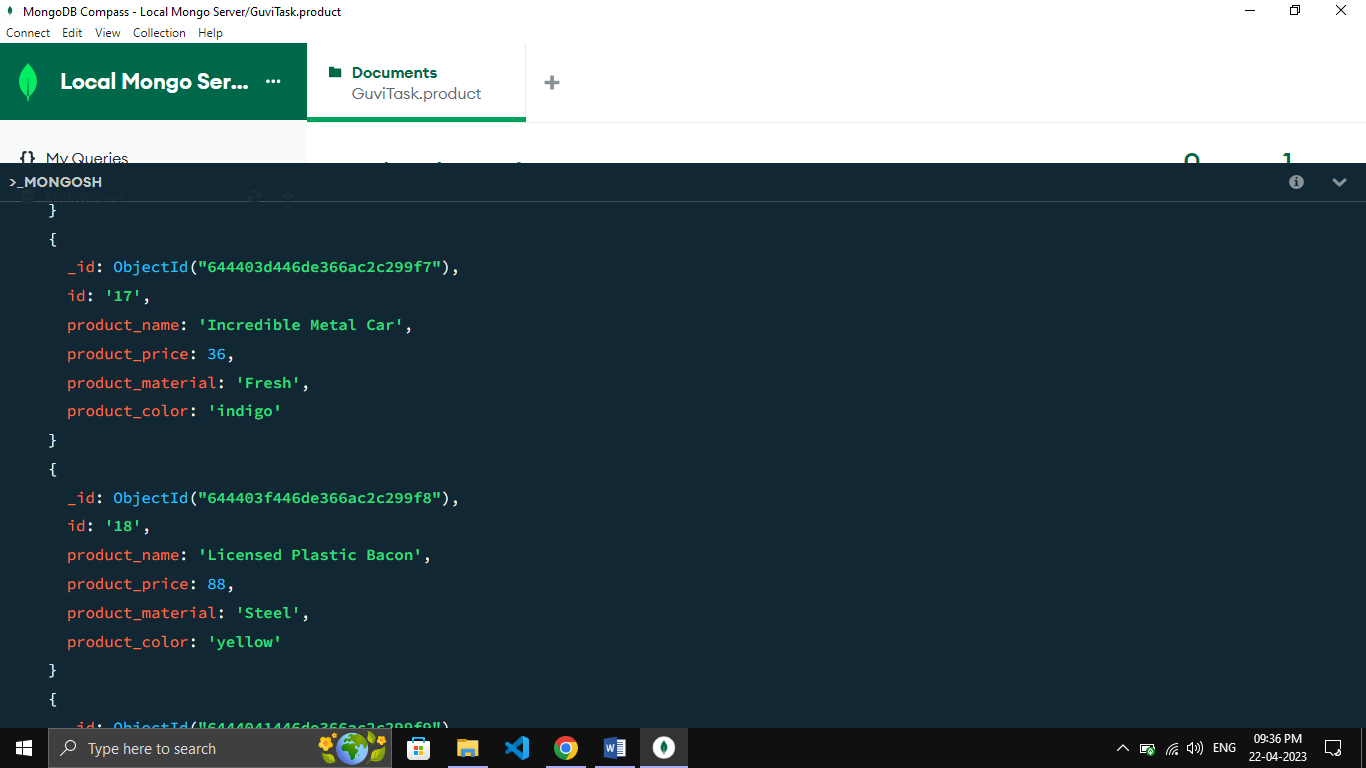 MongoDB Compass - Local Mongo Server/GuviTask.product
Connect Edit View Collection Help
Local Mongo Ser... ...
Documents
GuviTask.product
{} My Queries
>_MONGOSH
}
{
_id: ObjectId("644403d446de366ac2c299f7"),
id: '17',
product_name: 'Incredible Metal Car',
product_price: 36,
product_material: 'Fresh',
product_color: 'indigo'
}
{
_id: ObjectId("644403f446de366ac2c299f8"),
id: '18',
product_name: 'Licensed Plastic Bacon',
product_price: 88,
product_material: 'Steel',
product_color: 'yellow'
}
{
_id: ObjectId("6444041446de366ac2c299f9"),
Type here to search
ENG
09:36 PM
22-04-2023